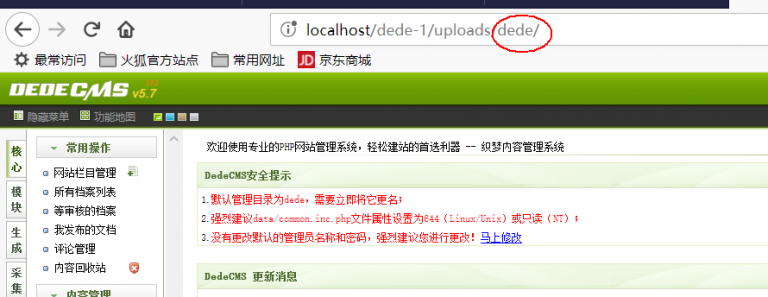 localhost/dede-1/uploads/dede/
最常访问 火狐官方站点 常用网址 JD 京东商城
DEDECMS v5.7
隐藏菜单 功能地图
核心
模块
生成
采集
常用操作
网站栏目管理
所有档案列表
等审核的档案
我发布的文档
评论管理
内容回收站
内容管理
欢迎使用专业的PHP网站管理系统，轻松建站的首选利器 -- 织梦内容管理系统
DedeCMS安全提示
1.默认管理目录为dede，需要立即将它更名；
2.强烈建议data/common.inc.php文件属性设置为644（Linux/Unix）或只读（NT）；
3.没有更改默认的管理员名称和密码，强烈建议您进行更改！马上修改
DedeCMS 更新消息